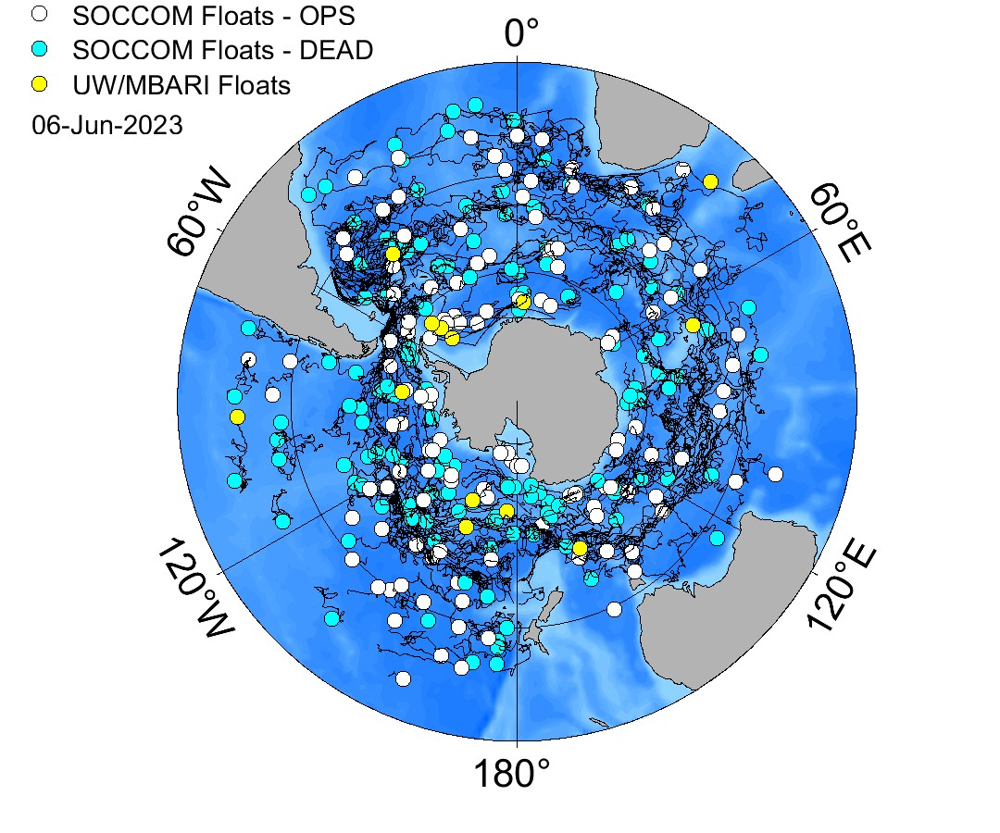 SOCCOM Floats - OPS
SOCCOM Floats - DEAD
UW/MBARI Floats
06-Jun-2023
0°
60°W
60°E
120°W
120°E
180°